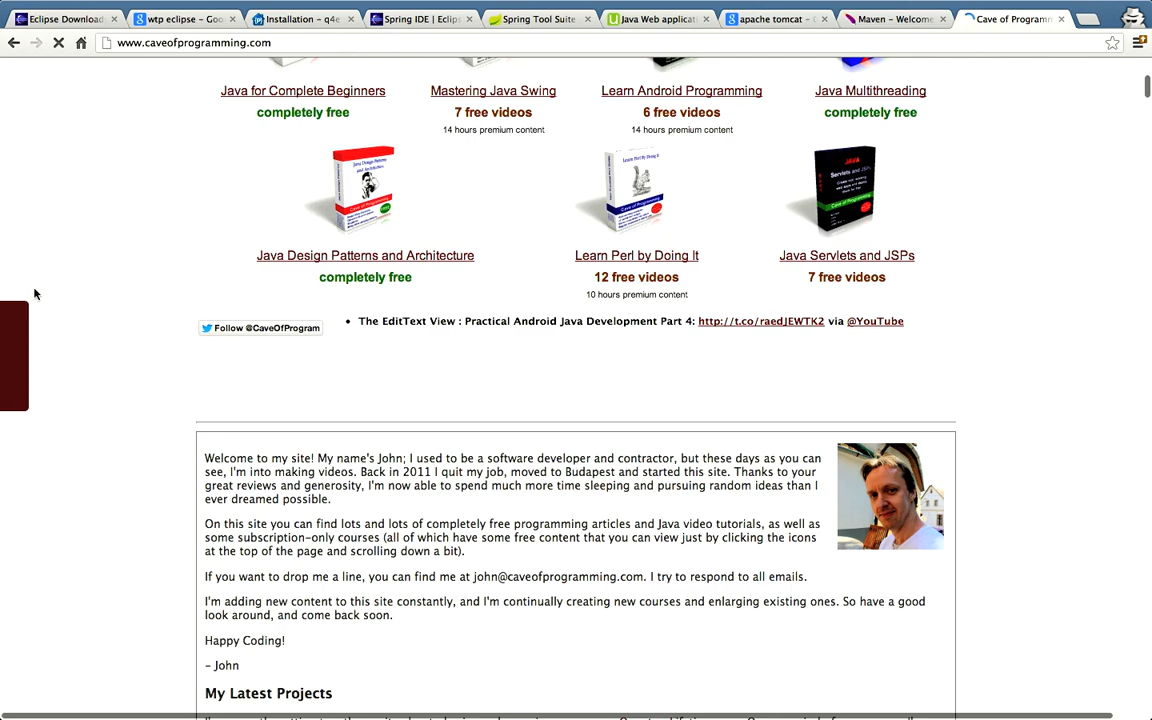 Eclipse Download
wtp eclipse - Goo
Installation - q4e
Spring IDE | Eclips
Spring Tool Suite
Java Web applicati
apache tomcat - G
Maven - Welcome
Cave of Programm
www.caveofprogramming.com
Java for Complete Beginners
Mastering Java Swing
Learn Android Programming
Java Multithreading
completely free
7 free videos
6 free videos
completely free
14 hours premium content
14 hours premium content
Java Design Patterns and Architecture
Learn Perl by Doing It
Java Servlets and JSPs
completely free
12 free videos
7 free videos
10 hours premium content
Follow @CaveOfProgram
• The EditText View : Practical Android Java Development Part 4: http://t.co/raedJEWTK2 via @YouTube
Welcome to my site! My name's John; I used to be a software developer and contractor, but these days as you can
see, I'm into making videos. Back in 2011 I quit my job, moved to Budapest and started this site. Thanks to your
great reviews and generosity, I'm now able to spend much more time sleeping and pursuing random ideas than I
ever dreamed possible.
On this site you can find lots and lots of completely free programming articles and Java video tutorials, as well as
some subscription-only courses (all of which have some free content that you can view just by clicking the icons
at the top of the page and scrolling down a bit).
If you want to drop me a line, you can find me at john@caveofprogramming.com. I try to respond to all emails.
I'm adding new content to this site constantly, and I'm continually creating new courses and enlarging existing ones. So have a good
look around, and come back soon.
Happy Coding!
- John
My Latest Projects